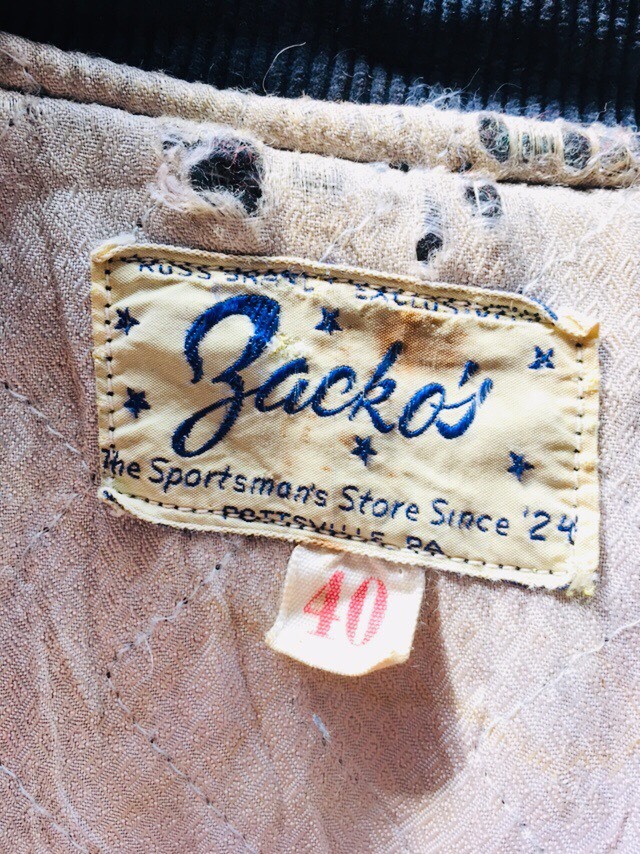 Zacko's
The Sportsman's Store Since '24
POTTSVILLE, PA
40